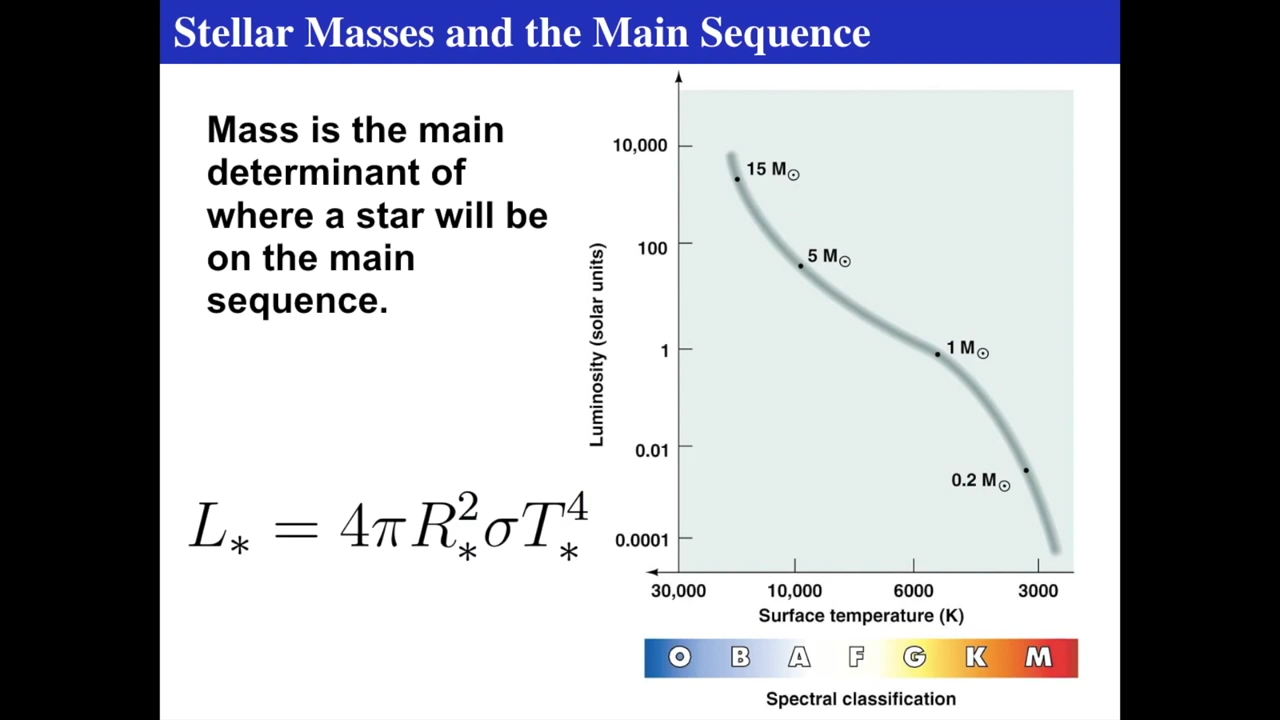 Stellar Masses and the Main Sequence
Mass is the main
determinant of
where a star will be
on the main
sequence.
L* = 4πR*²σT*⁴
Luminosity (solar units)
10,000
100
1
0.01
0.0001
15 M☉
5 M☉
1 M☉
0.2 M☉
30,000 10,000 6000 3000
Surface temperature (K)
O B A F G K M
Spectral classification